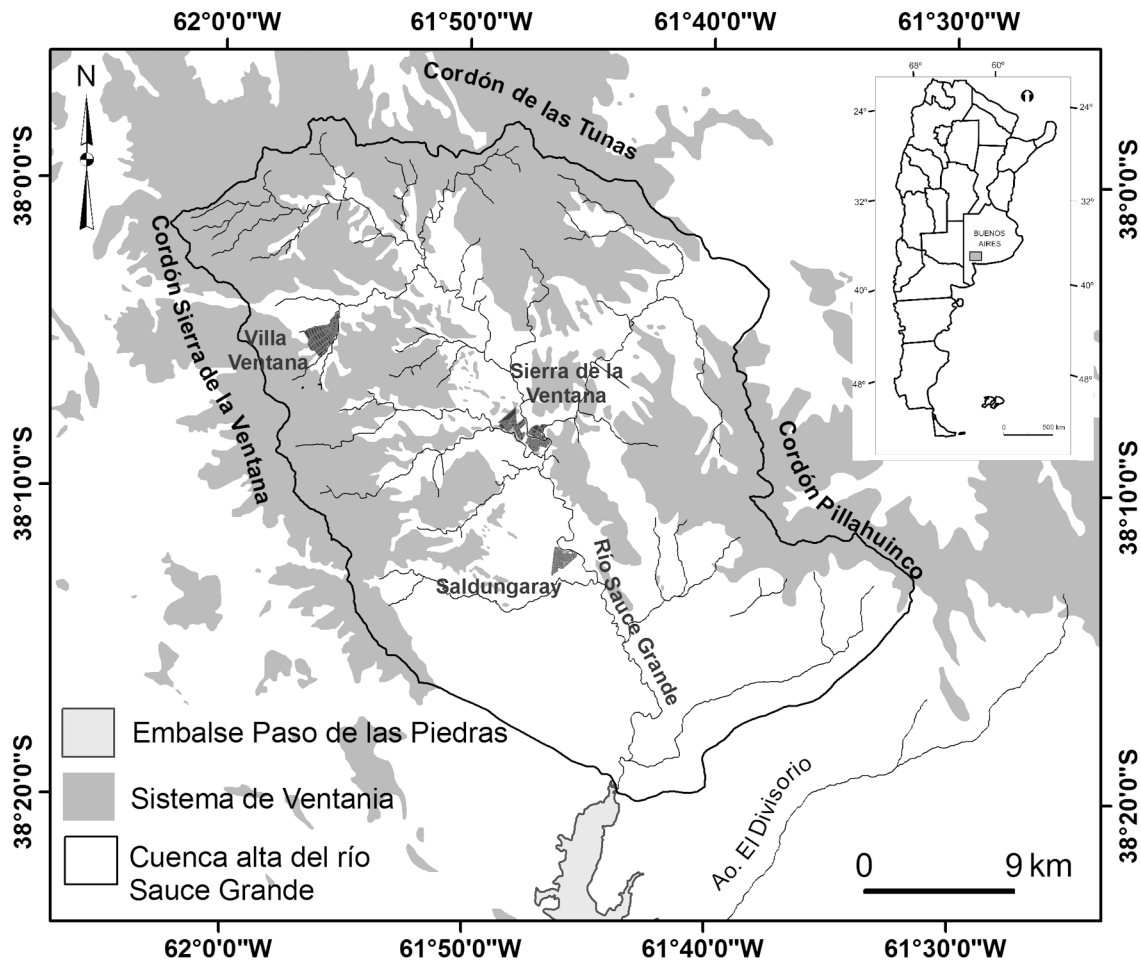 62°0'0"W 61°50'0"W 61°40'0"W 61°30'0"W
N
Cordón de las Tunas
68° 60°
24° 24°
32° 32°
BUENOS
AIRES
40° 40°
48° 48°
0 500 km
38°0'0"S 38°0'0"S
Cordón Sierra de la Ventana
Villa
Ventana
Sierra de la
Ventana
Cordón Pillahuinco
38°10'0"S 38°10'0"S
Río Sauce Grande
Saldungaray
Embalse Paso de las Piedras
Sistema de Ventania
Cuenca alta del río
Sauce Grande
38°20'0"S 38°20'0"S
Ao. El Divisorio
0 9 km
62°0'0"W 61°50'0"W 61°40'0"W 61°30'0"W